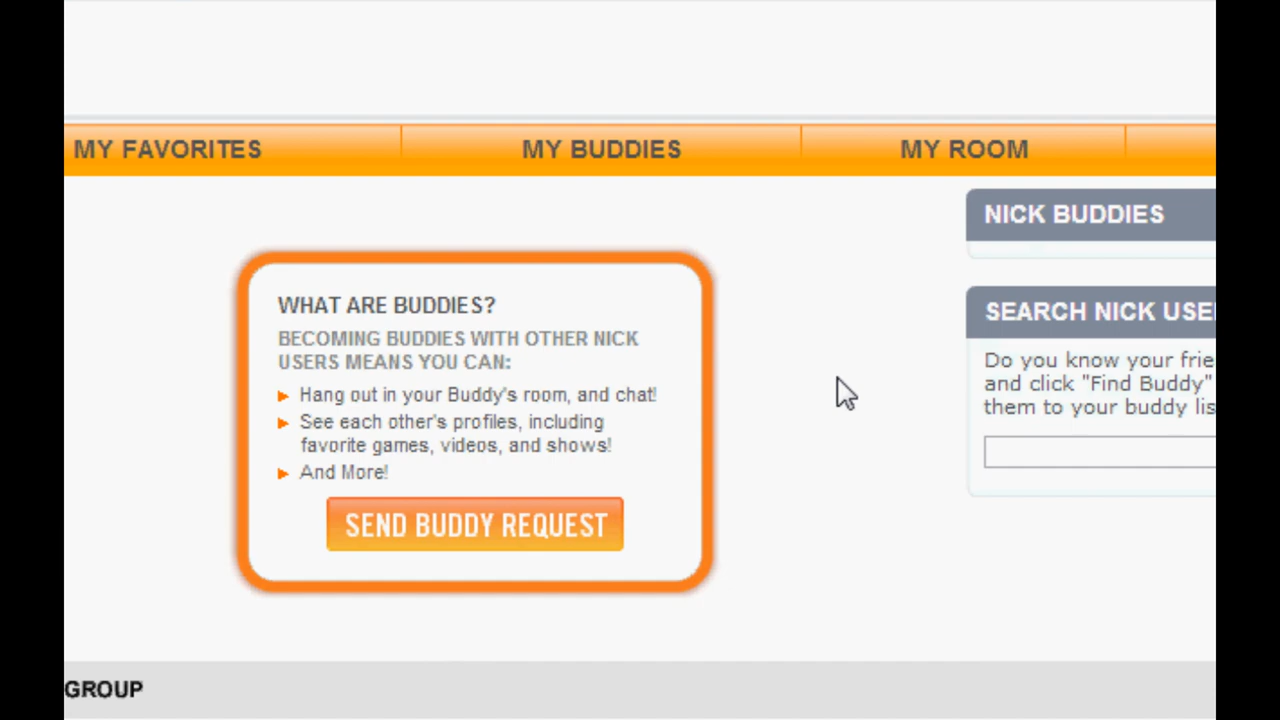 MY FAVORITES
MY BUDDIES
MY ROOM
WHAT ARE BUDDIES?
BECOMING BUDDIES WITH OTHER NICK
USERS MEANS YOU CAN:
Hang out in your Buddy's room, and chat!
See each other's profiles, including
favorite games, videos, and shows!
And More!
SEND BUDDY REQUEST
NICK BUDDIES
SEARCH NICK USE
Do you know your frie
and click "Find Buddy"
them to your buddy lis
GROUP